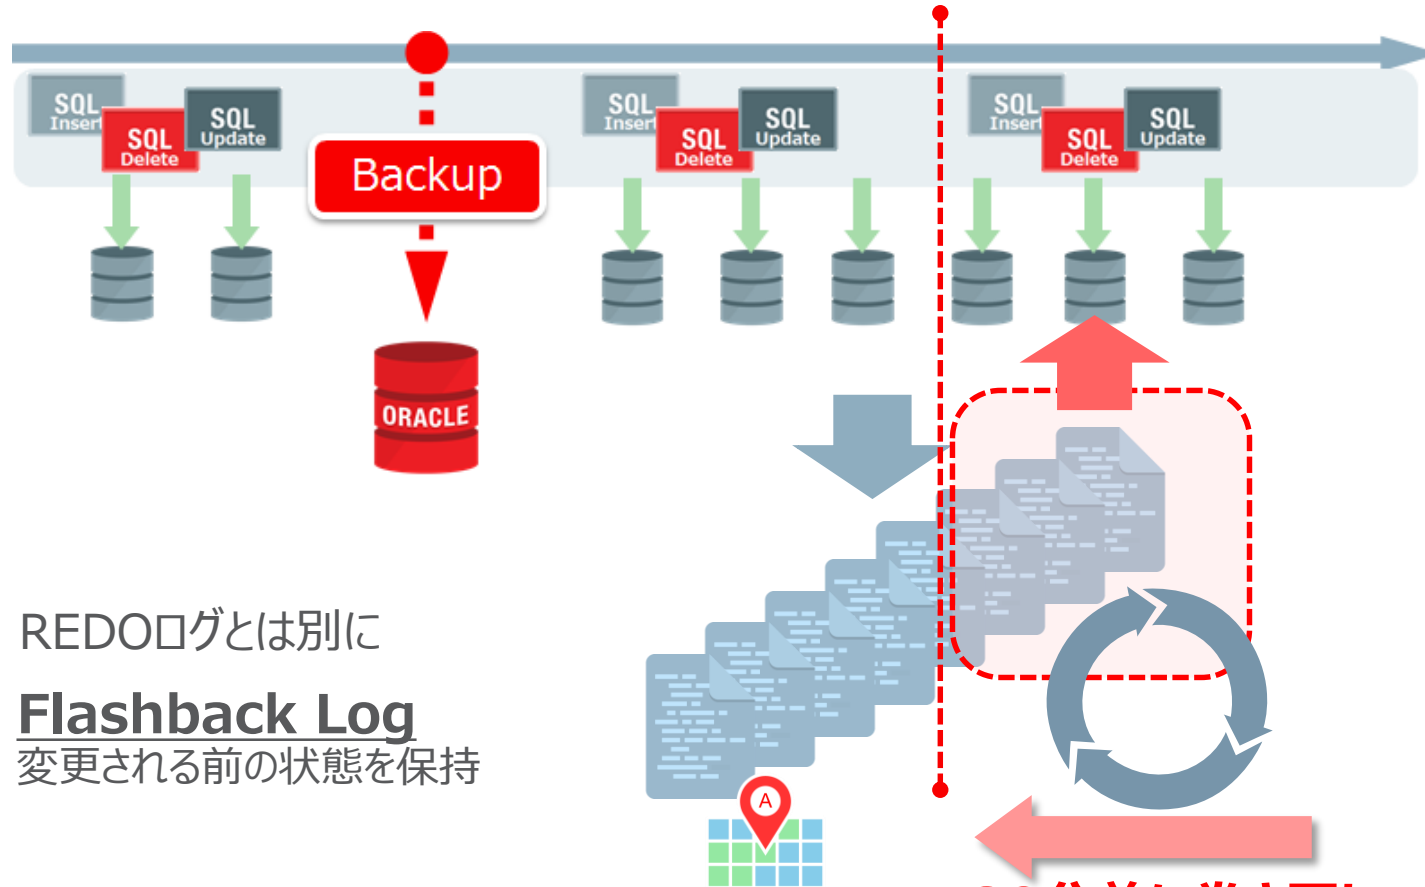 SQL
Insert
SQL
Delete
SQL
Update
Backup
SQL
Insert
SQL
Delete
SQL
Update
SQL
Insert
SQL
Delete
SQL
Update
ORACLE
REDOログとは別に
Flashback Log
変更される前の状態を保持
A